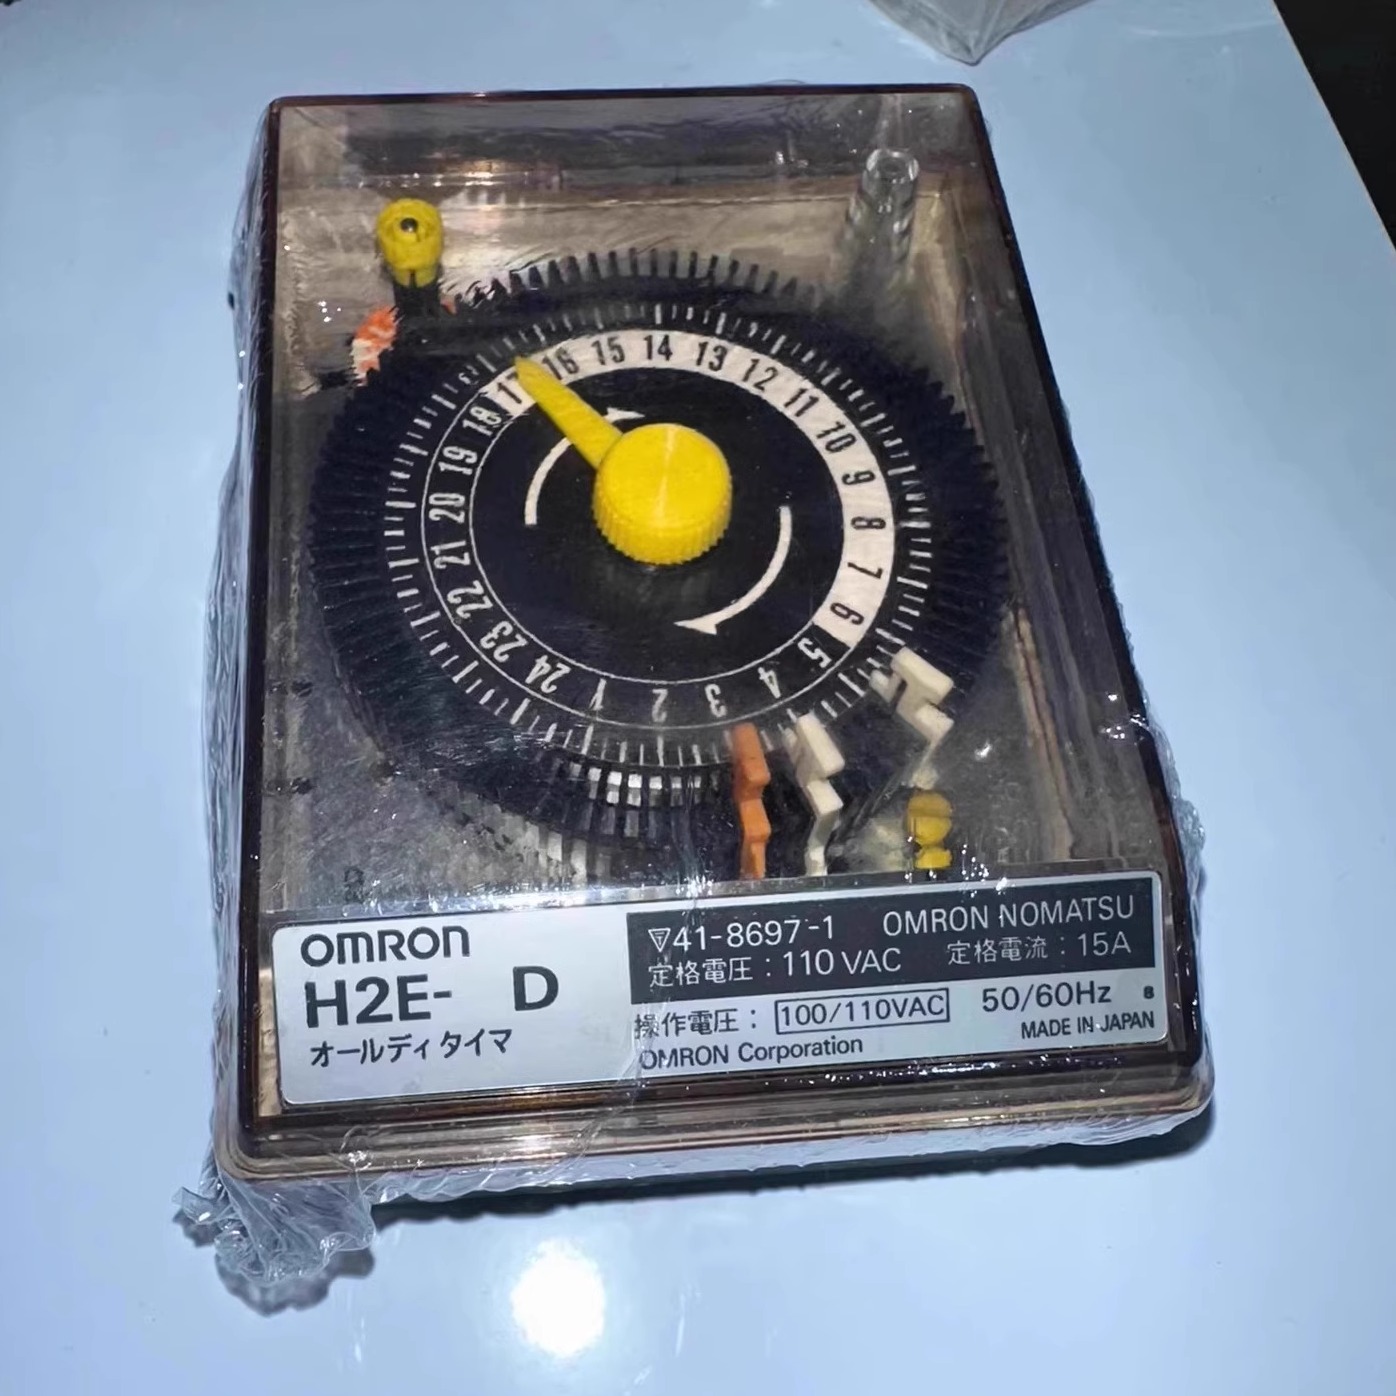 16 15 14 13 12 11 10 9 8 7 6 5 4 3 2 1 24 23 22 21 20 19 18 17
OMRON
H2E- D
オールディタイマ
41-8697-1 OMRON NOMATSU
定格電圧：110 VAC 定格電流：15A
操作電圧： 100/110VAC 50/60Hz 8
OMRON Corporation MADE IN JAPAN